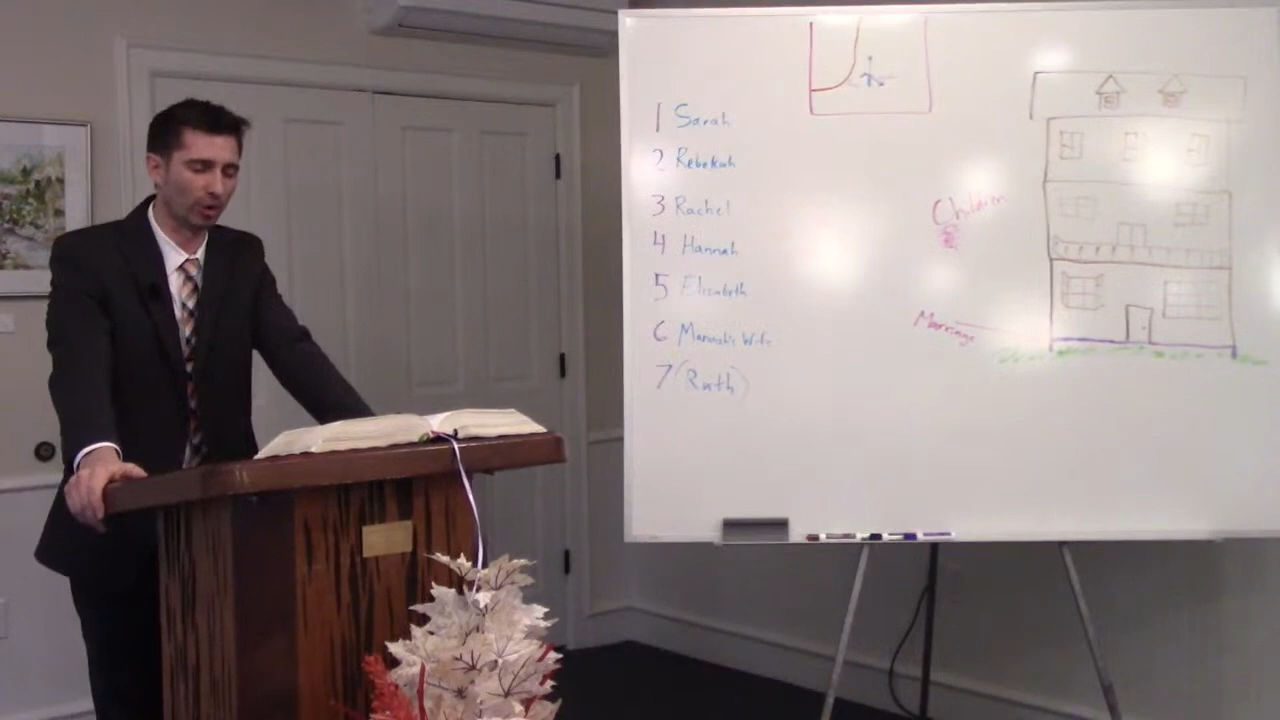 1 Sarah
2 Rebekah
3 Rachel
4 Hannah
5 Elizabeth
6 Manoah's Wife
7 (Ruth)
Children
Marriage